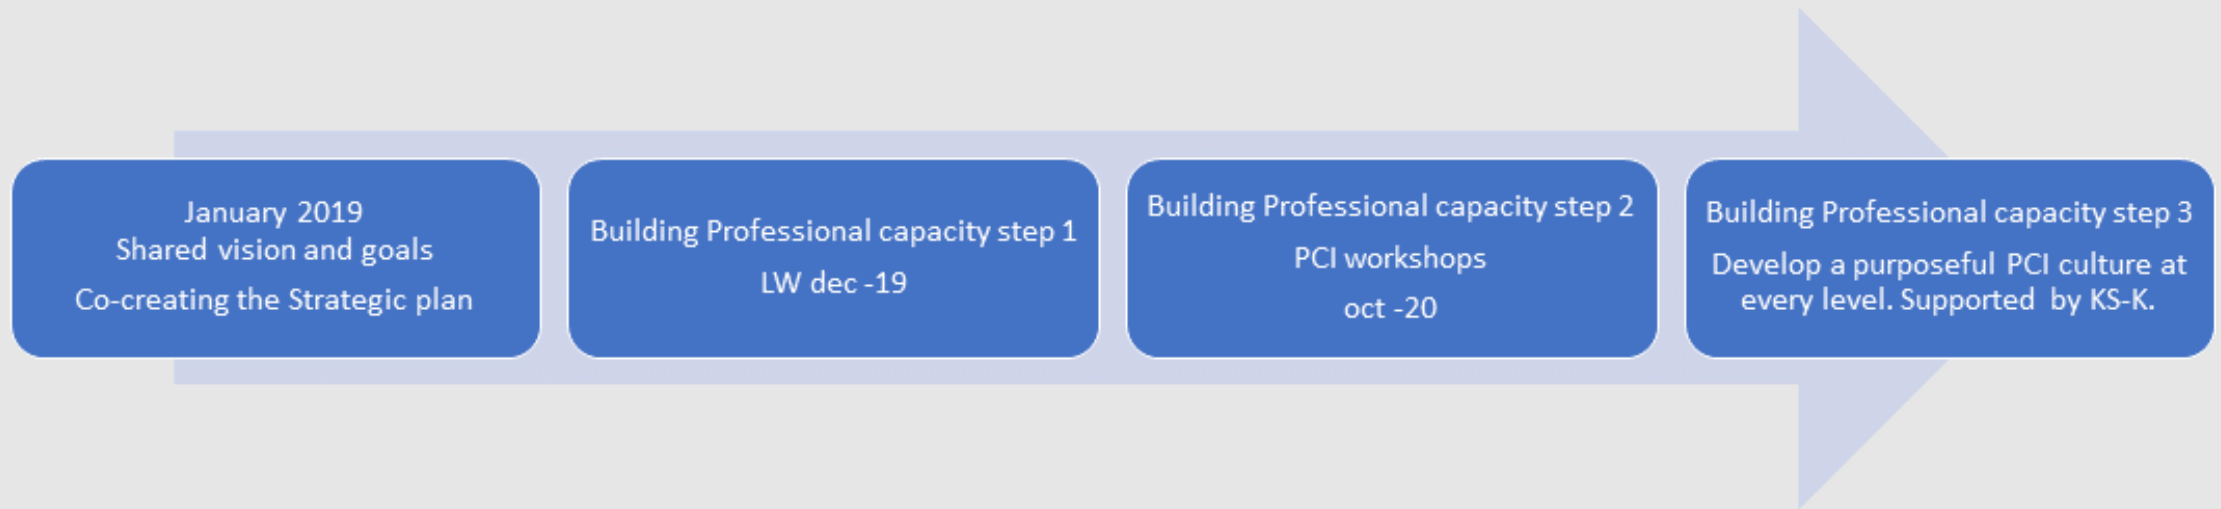 January 2019
Shared vision and goals
Co-creating the Strategic plan
Building Professional capacity step 1
LW dec -19
Building Professional capacity step 2
PCI workshops
oct -20
Building Professional capacity step 3
Develop a purposeful PCI culture at
every level. Supported by KS-K.